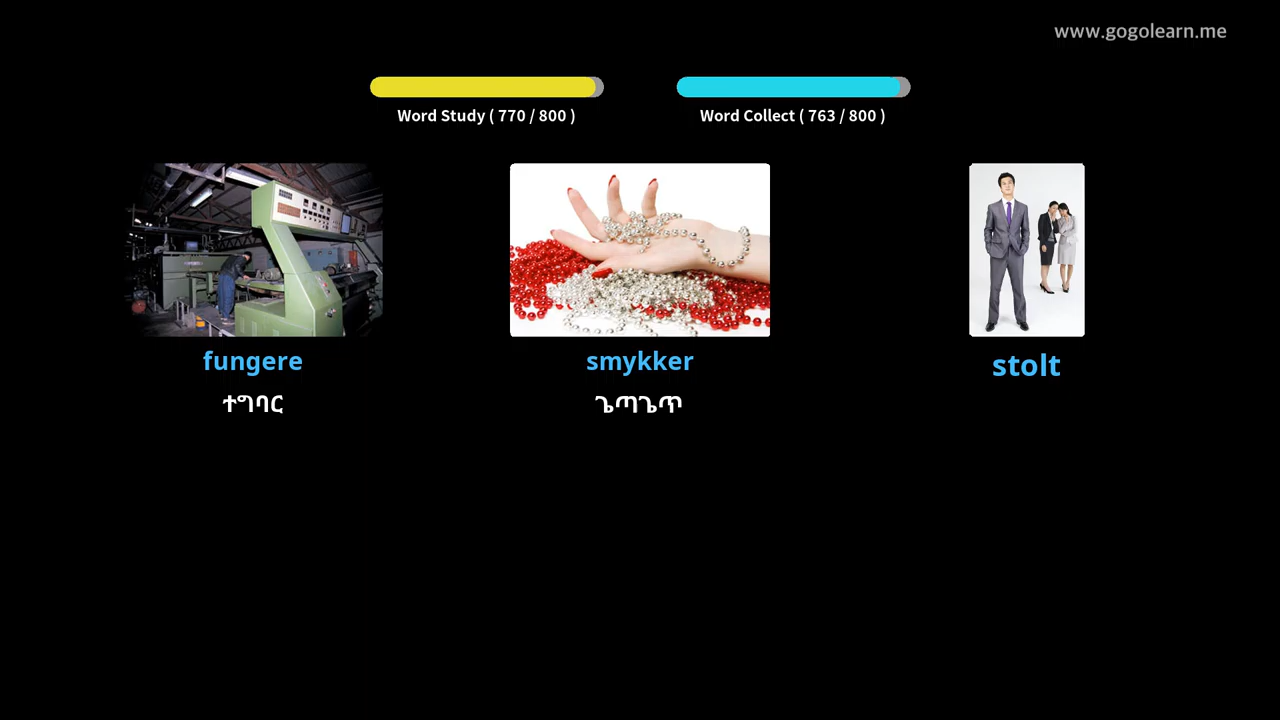 www.gogolearn.me
Word Study ( 770 / 800 )
Word Collect ( 763 / 800 )
fungere
smykker
stolt
ተግባር
ጌጣጌጥ